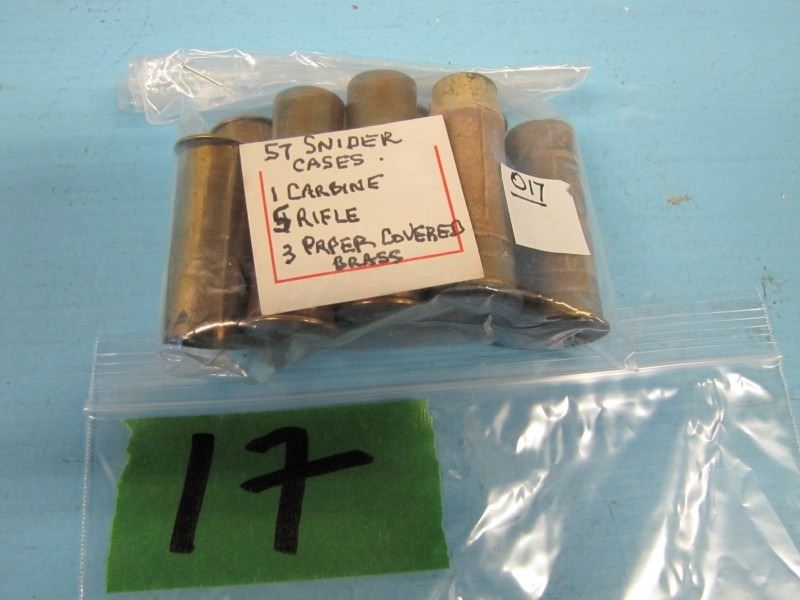 57 SNIDER
CASES.
1 CARBINE
5 RIFLE
3 PAPER COVERED
BRASS
017
17